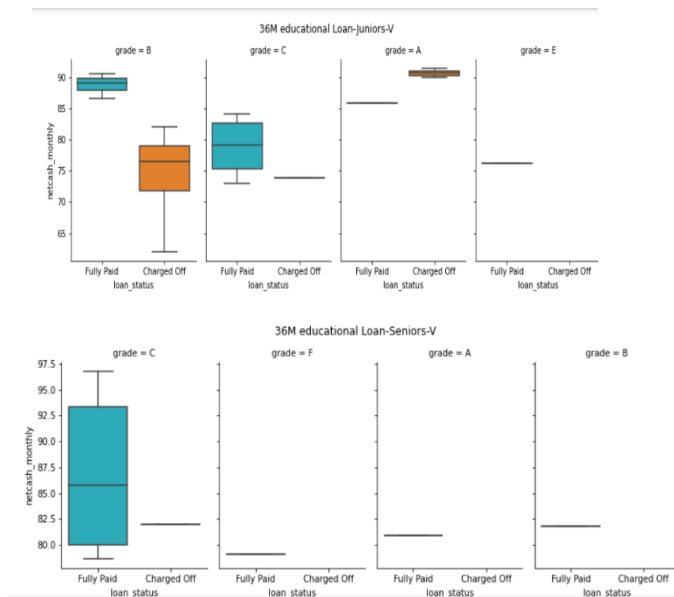 36M educational Loan-Juniors-V
grade = B grade = C grade = A grade = E
90
85
80
75
70
65
netcash_monthly
Fully Paid Charged Off Fully Paid Charged Off Fully Paid Charged Off Fully Paid Charged Off
loan_status loan_status loan_status loan_status
36M educational Loan-Seniors-V
grade = C grade = F grade = A grade = B
97.5
95.0
92.5
90.0
87.5
85.0
82.5
80.0
netcash_monthly
Fully Paid Charged Off Fully Paid Charged Off Fully Paid Charged Off Fully Paid Charged Off
loan_status loan_status loan_status loan_status